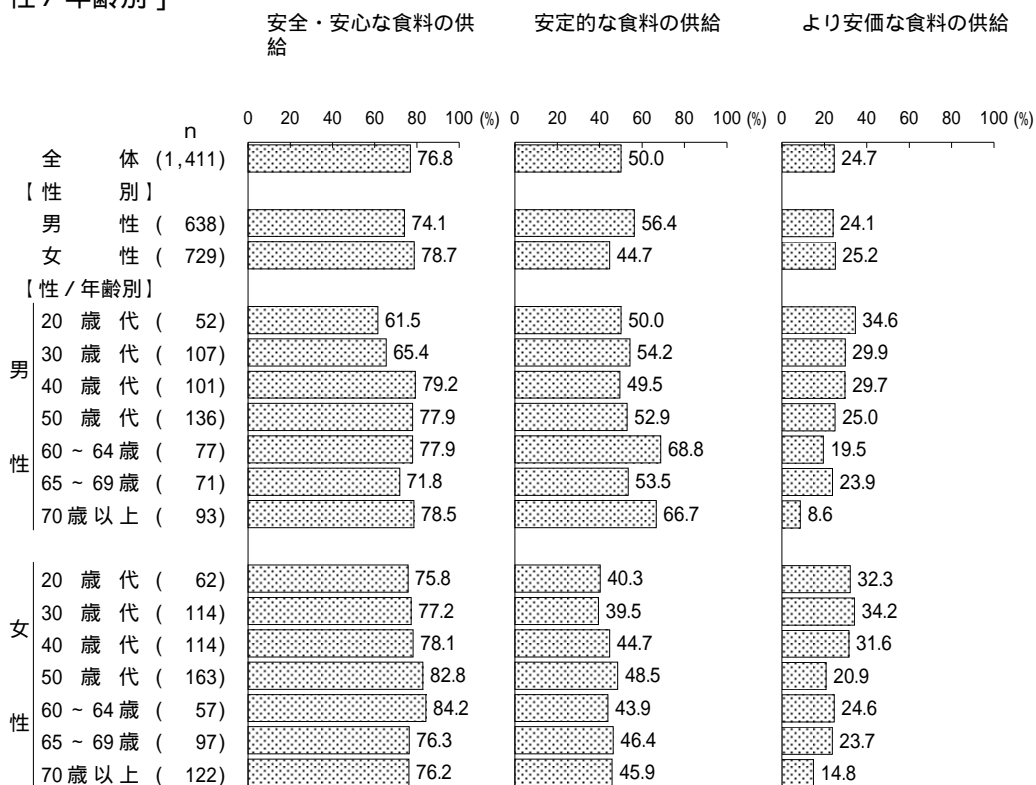 性 / 年齢別 ]
安全・安心な食料の供
給
安定的な食料の供給
より安価な食料の供給
0 20 40 60 80 100 (%) 0 20 40 60 80 100 (%) 0 20 40 60 80 100 (%)
n
全 体 (1,411) 76.8 50.0 24.7
【 性 別 】
男 性 ( 638) 74.1 56.4 24.1
女 性 ( 729) 78.7 44.7 25.2
【 性 / 年齢別 】
男性
20 歳 代 ( 52) 61.5 50.0 34.6
30 歳 代 ( 107) 65.4 54.2 29.9
40 歳 代 ( 101) 79.2 49.5 29.7
50 歳 代 ( 136) 77.9 52.9 25.0
60 ~ 64 歳 ( 77) 77.9 68.8 19.5
65 ~ 69 歳 ( 71) 71.8 53.5 23.9
70 歳 以 上 ( 93) 78.5 66.7 8.6
女性
20 歳 代 ( 62) 75.8 40.3 32.3
30 歳 代 ( 114) 77.2 39.5 34.2
40 歳 代 ( 114) 78.1 44.7 31.6
50 歳 代 ( 163) 82.8 48.5 20.9
60 ~ 64 歳 ( 57) 84.2 43.9 24.6
65 ~ 69 歳 ( 97) 76.3 46.4 23.7
70 歳 以 上 ( 122) 76.2 45.9 14.8